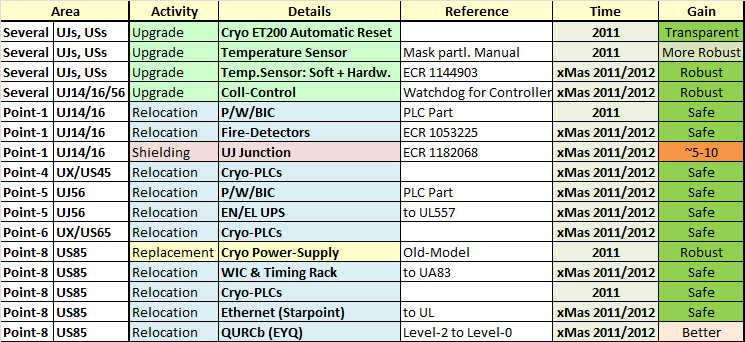 Area Activity Details Reference Time Gain
Several UJs, USs Upgrade Cryo ET200 Automatic Reset 2011 Transparent
Several UJs, USs Upgrade Temperature Sensor Mask partl. Manual 2011 More Robust
Several UJs, USs Upgrade Temp.Sensor: Soft + Hardw. ECR 1144903 xMas 2011/2012 Robust
Several UJ14/16/56 Upgrade Coll-Control Watchdog for Controller xMas 2011/2012 Robust
Point-1 UJ14/16 Relocation P/W/BIC PLC Part 2011 Safe
Point-1 UJ14/16 Relocation Fire-Detectors ECR 1053225 xMas 2011/2012 Safe
Point-1 UJ14/16 Shielding UJ Junction ECR 1182068 xMas 2011/2012 ~5-10
Point-4 UX/US45 Relocation Cryo-PLCs xMas 2011/2012 Safe
Point-5 UJ56 Relocation P/W/BIC PLC Part xMas 2011/2012 Safe
Point-5 UJ56 Relocation EN/EL UPS to UL557 xMas 2011/2012 Safe
Point-6 UX/US65 Relocation Cryo-PLCs xMas 2011/2012 Safe
Point-8 US85 Replacement Cryo Power-Supply Old-Model 2011 Robust
Point-8 US85 Relocation WIC & Timing Rack to UA83 xMas 2011/2012 Safe
Point-8 US85 Relocation Cryo-PLCs 2011 Safe
Point-8 US85 Relocation Ethernet (Starpoint) to UL xMas 2011/2012 Safe
Point-8 US85 Relocation QURCb (EYQ) Level-2 to Level-0 xMas 2011/2012 Better